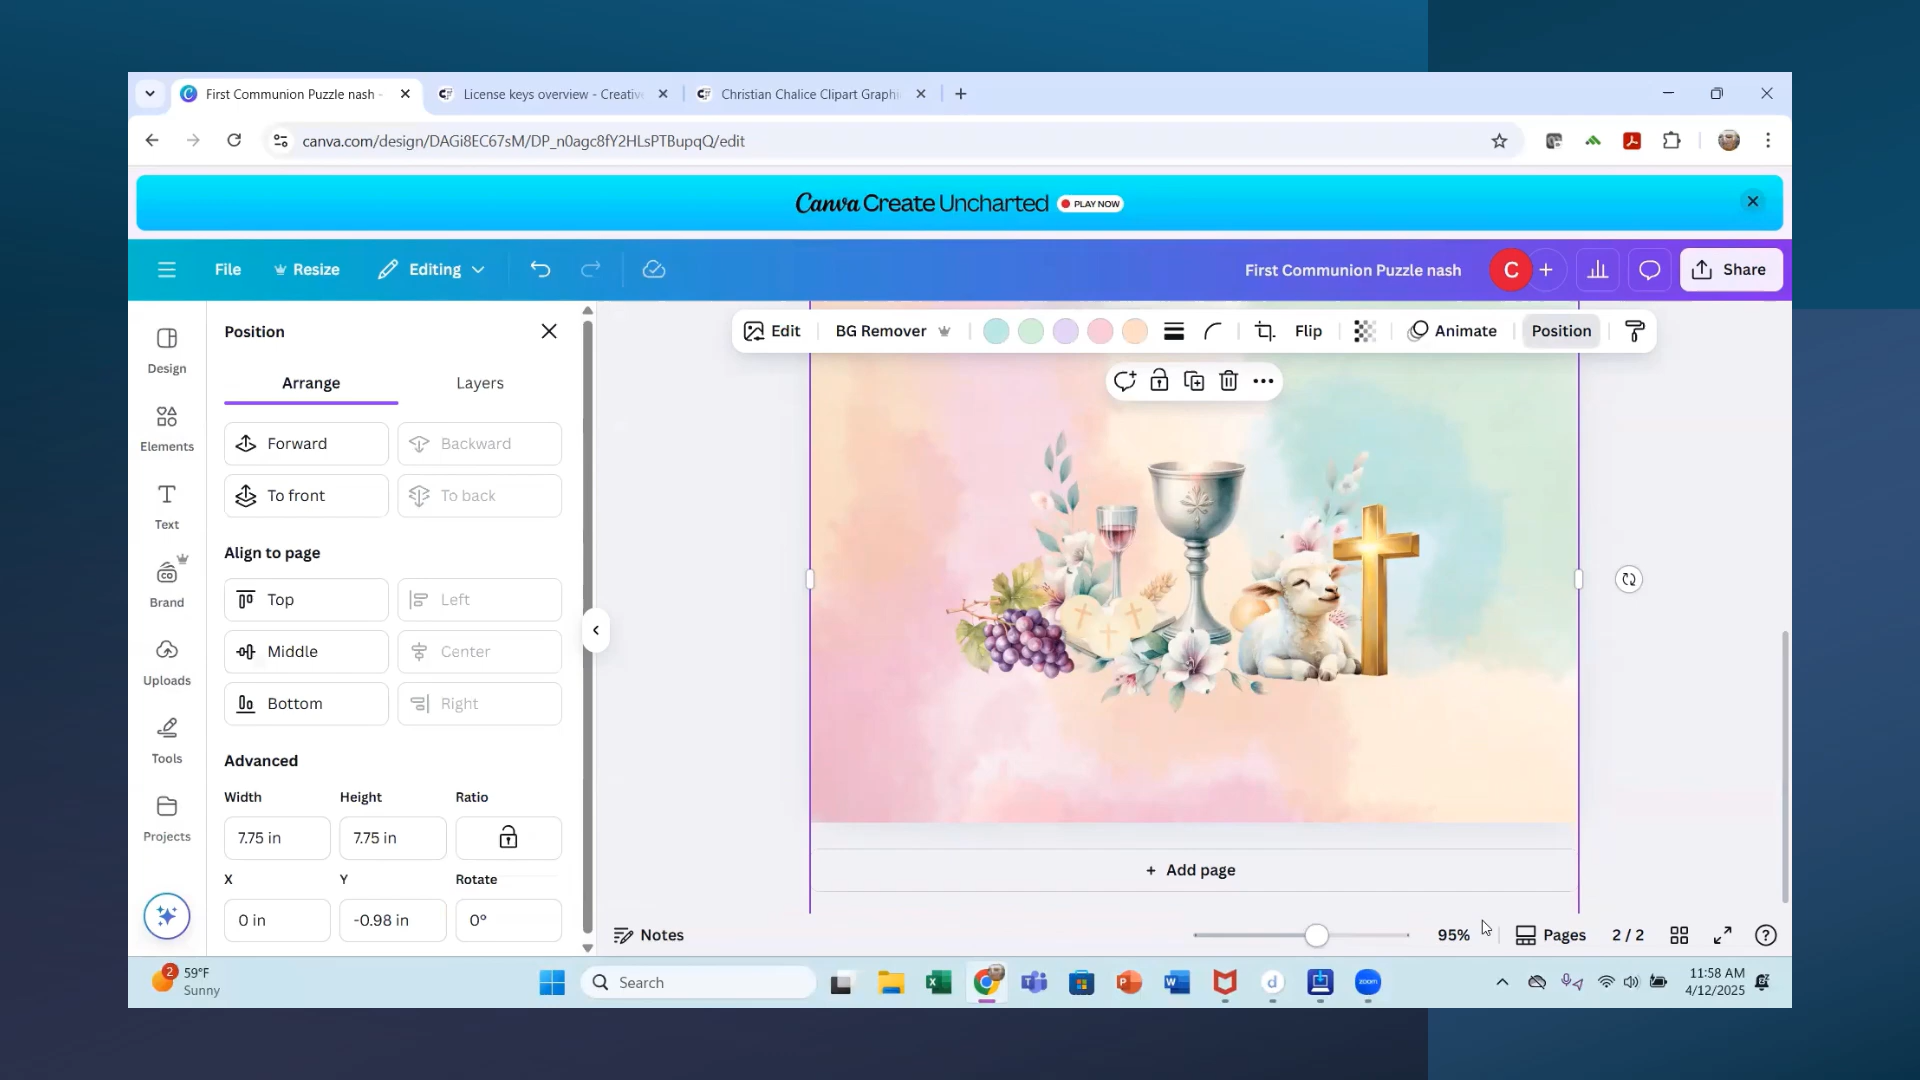 First Communion Puzzle nash -
License keys overview - Creative
Christian Chalice Clipart Graphi
canva.com/design/DAGi8EC67sM/DP_n0agc8fY2HLsPTBupqQ/edit
Canva Create Uncharted PLAY NOW
File
Resize
Editing
First Communion Puzzle nash
C
Share
Design
Elements
Text
Brand
Uploads
Tools
Projects
Position
Arrange
Layers
Forward
Backward
To front
To back
Align to page
Top
Left
Middle
Center
Bottom
Right
Advanced
Width
Height
Ratio
7.75 in
7.75 in
X
Y
Rotate
0 in
-0.98 in
0°
Edit
BG Remover
Flip
Animate
Position
+ Add page
Notes
95%
Pages
2 / 2
2
59°F
Sunny
Search
zoom
11:58 AM
4/12/2025